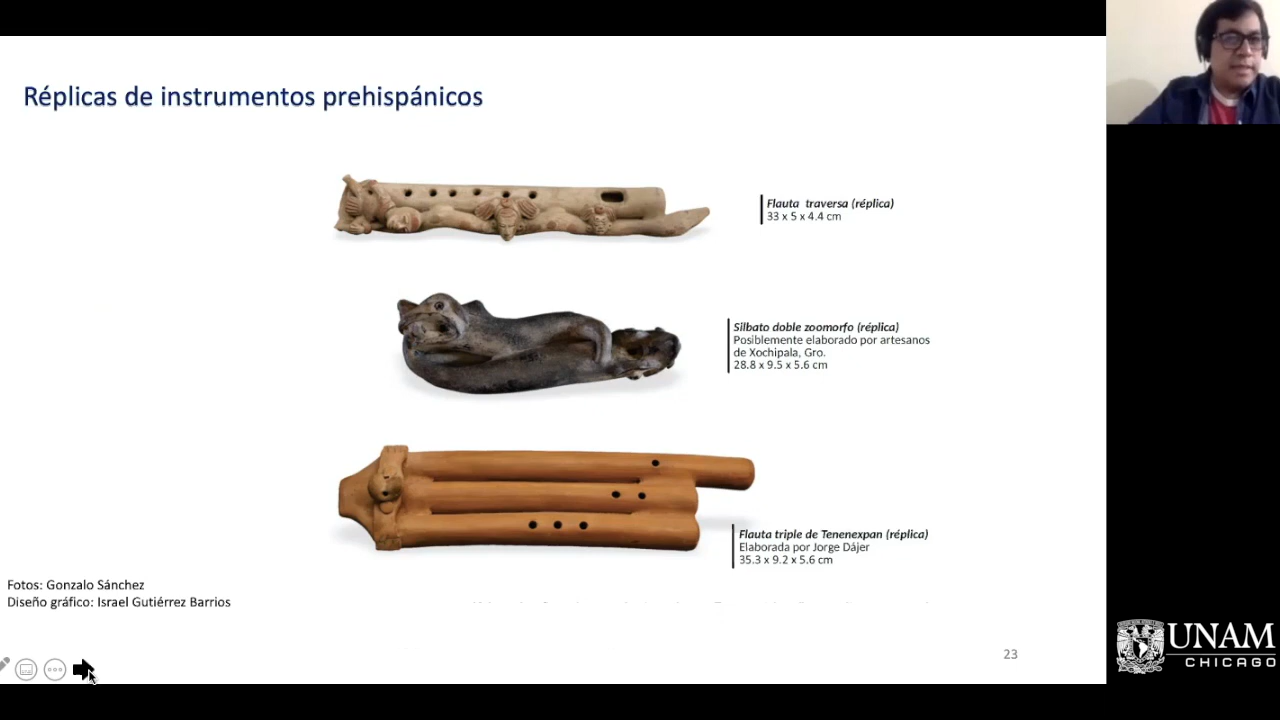 Réplicas de instrumentos prehispánicos
Flauta traversa (réplica)
33 x 5 x 4.4 cm
Silbato doble zoomorfo (réplica)
Posiblemente elaborado por artesanos
de Xochipala, Gro.
28.8 x 9.5 x 5.6 cm
Flauta triple de Tenenexpan (réplica)
Elaborada por Jorge Dájer
35.3 x 9.2 x 5.6 cm
Fotos: Gonzalo Sánchez
Diseño gráfico: Israel Gutiérrez Barrios
23
UNAM
CHICAGO